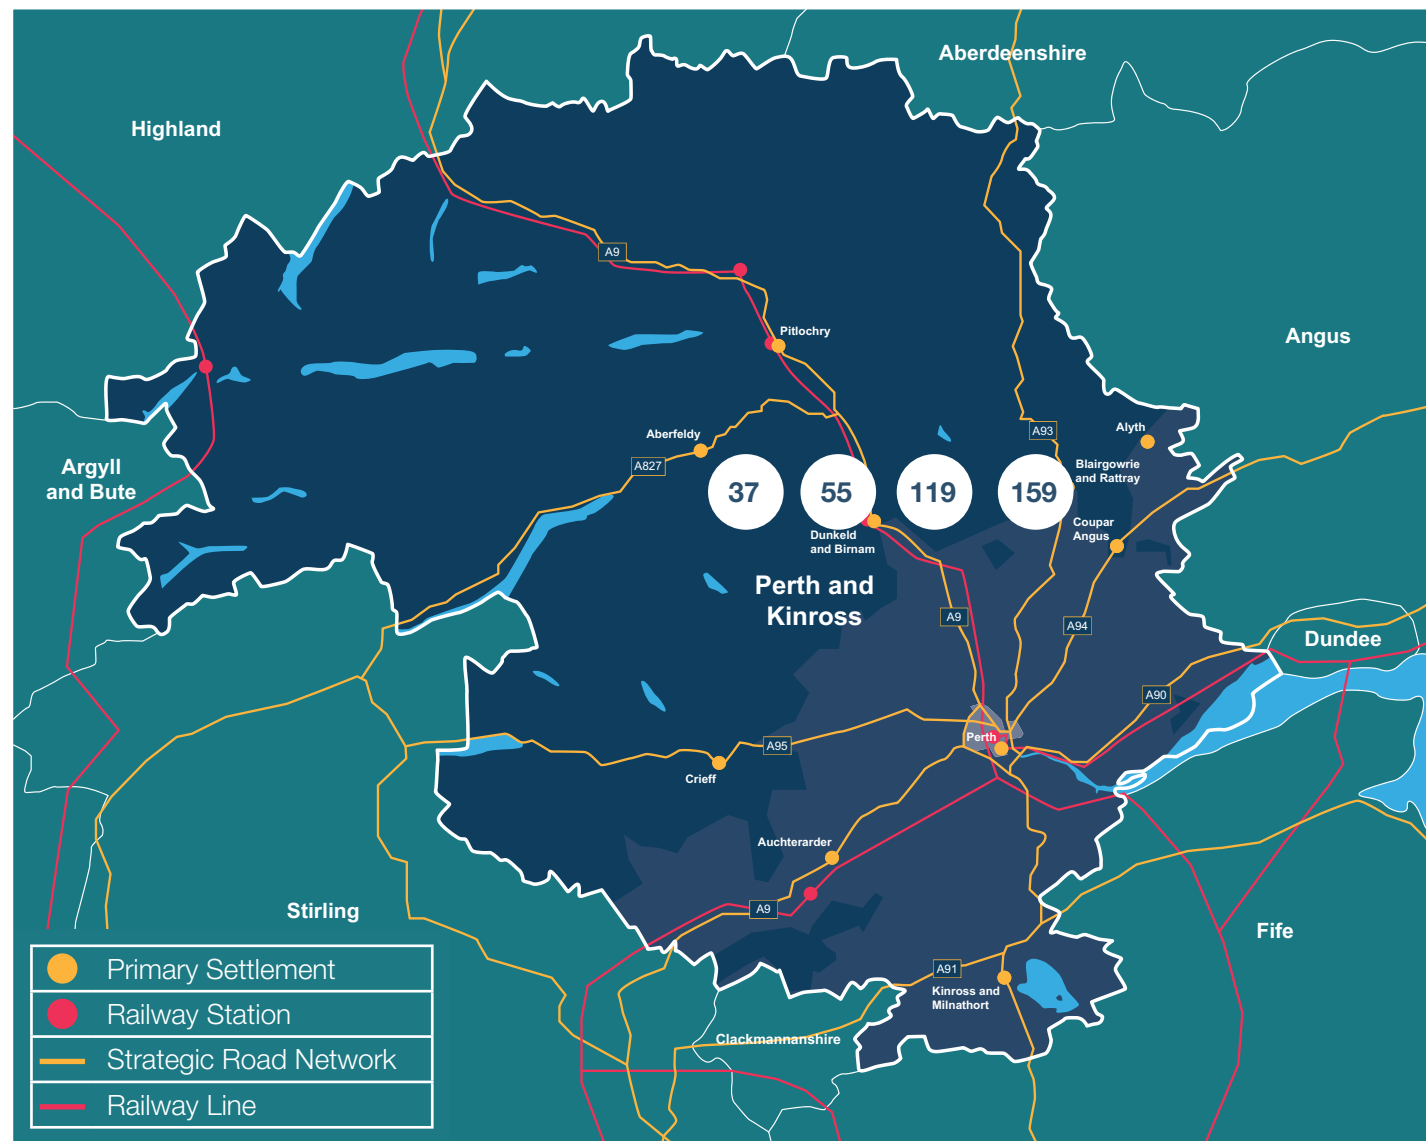 Aberdeenshire
Highland
A9
Pitlochry
Angus
Aberfeldy
A827
A93
Alyth
Argyll
and Bute
Blairgowrie
and Rattray
37
55
119
159
Coupar
Angus
Dunkeld
and Birnam
Perth and
Kinross
A9
A94
Dundee
A90
Perth
A95
Crieff
Auchterarder
A9
Stirling
Fife
A91
Kinross and
Milnathort
Clackmannanshire
Primary Settlement
Railway Station
Strategic Road Network
Railway Line